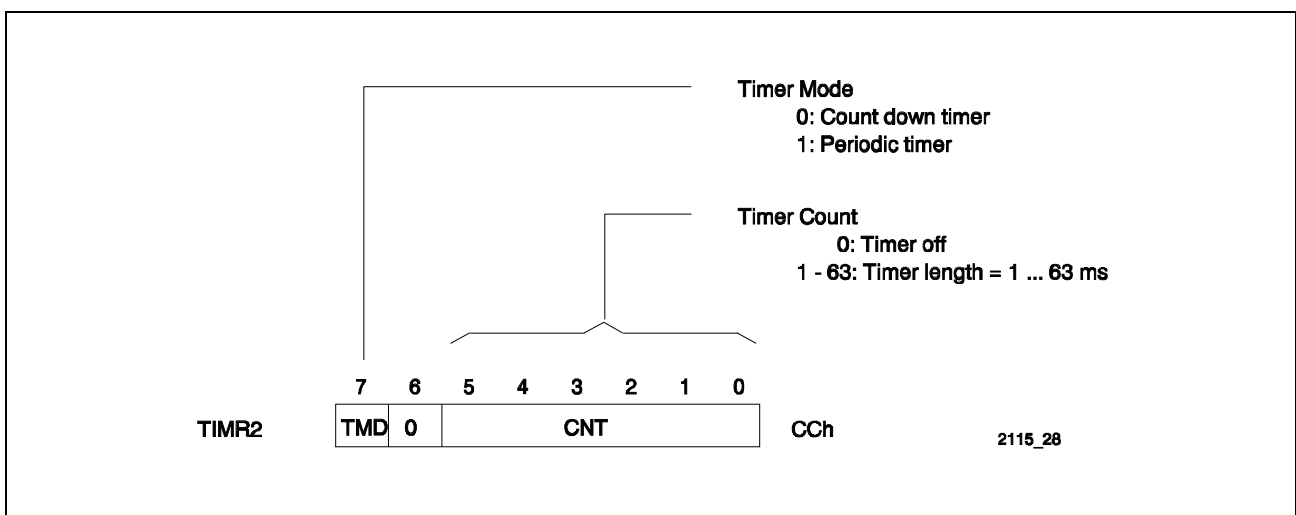 Timer Mode
0: Count down timer
1: Periodic timer
Timer Count
0: Timer off
1 - 63: Timer length = 1 ... 63 ms
7 6 5 4 3 2 1 0
TIMR2 TMD 0 CNT CCh
2115_28